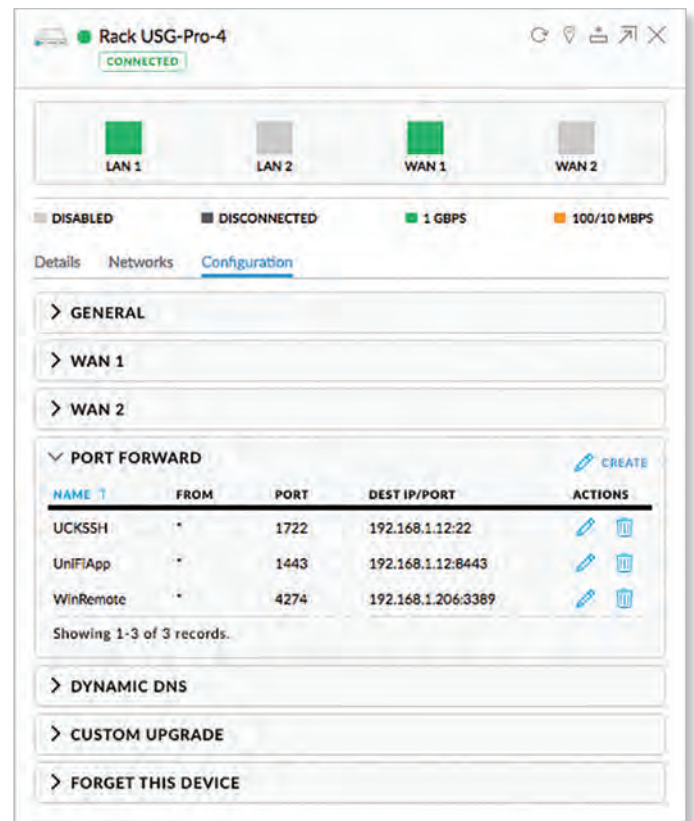 Rack USG-Pro-4
CONNECTED
LAN 1 LAN 2 WAN 1 WAN 2
DISABLED DISCONNECTED 1 GBPS 100/10 MBPS
Details Networks Configuration
GENERAL
WAN 1
WAN 2
PORT FORWARD CREATE
NAME ↑ FROM PORT DEST IP/PORT ACTIONS
UCKSSH * 1722 192.168.1.12:22
UniFiApp * 1443 192.168.1.12:8443
WinRemote * 4274 192.168.1.206:3389
Showing 1-3 of 3 records.
DYNAMIC DNS
CUSTOM UPGRADE
FORGET THIS DEVICE